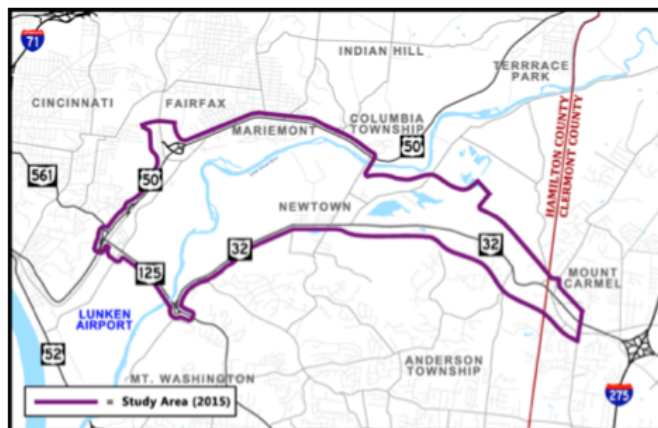 71
INDIAN HILL
TERRRACE
PARK
CINCINNATI
FAIRFAX
COLUMBIA
TOWNSHIP
MARIEMONT
50
HAMILTON COUNTY
CLERMONT COUNTY
561
50
NEWTOWN
32
32
125
MOUNT
CARMEL
LUNKEN
AIRPORT
52
ANDERSON
TOWNSHIP
MT. WASHINGTON
275
= Study Area (2015)